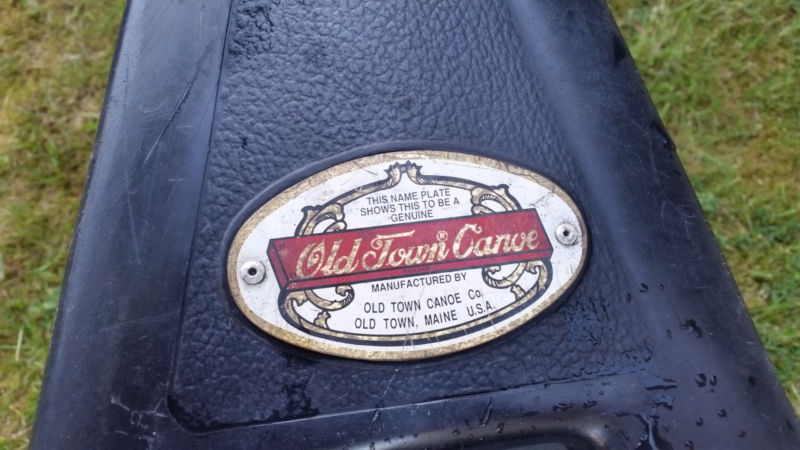 THIS NAME PLATE
SHOWS THIS TO BE A
GENUINE
Old Town® Canoe
MANUFACTURED BY
OLD TOWN CANOE Co.
OLD TOWN, MAINE U.S.A.